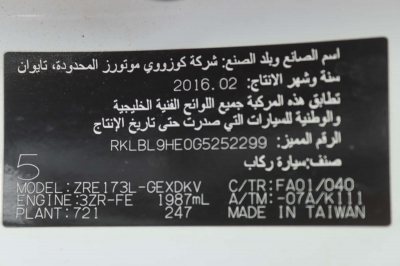 اسم الصانع وبلد الصنع: شركة كوزووي موتورز المحدودة، تايوان
سنة وشهر الانتاج: 2016.02
تطابق هذه المركبة جميع اللوائح الفنية الخليجية
والوطنية للسيارات التي صدرت حتى تاريخ الإنتاج
الرقم المميز: RKLBL9HE0G5252299
صنف: سيارة ركاب
5
MODEL: ZRE173L-GEXDKV C/TR: FA01/040
ENGINE: 3ZR-FE 1987mL A/TM: -07A/K111
PLANT: 721 247 MADE IN TAIWAN